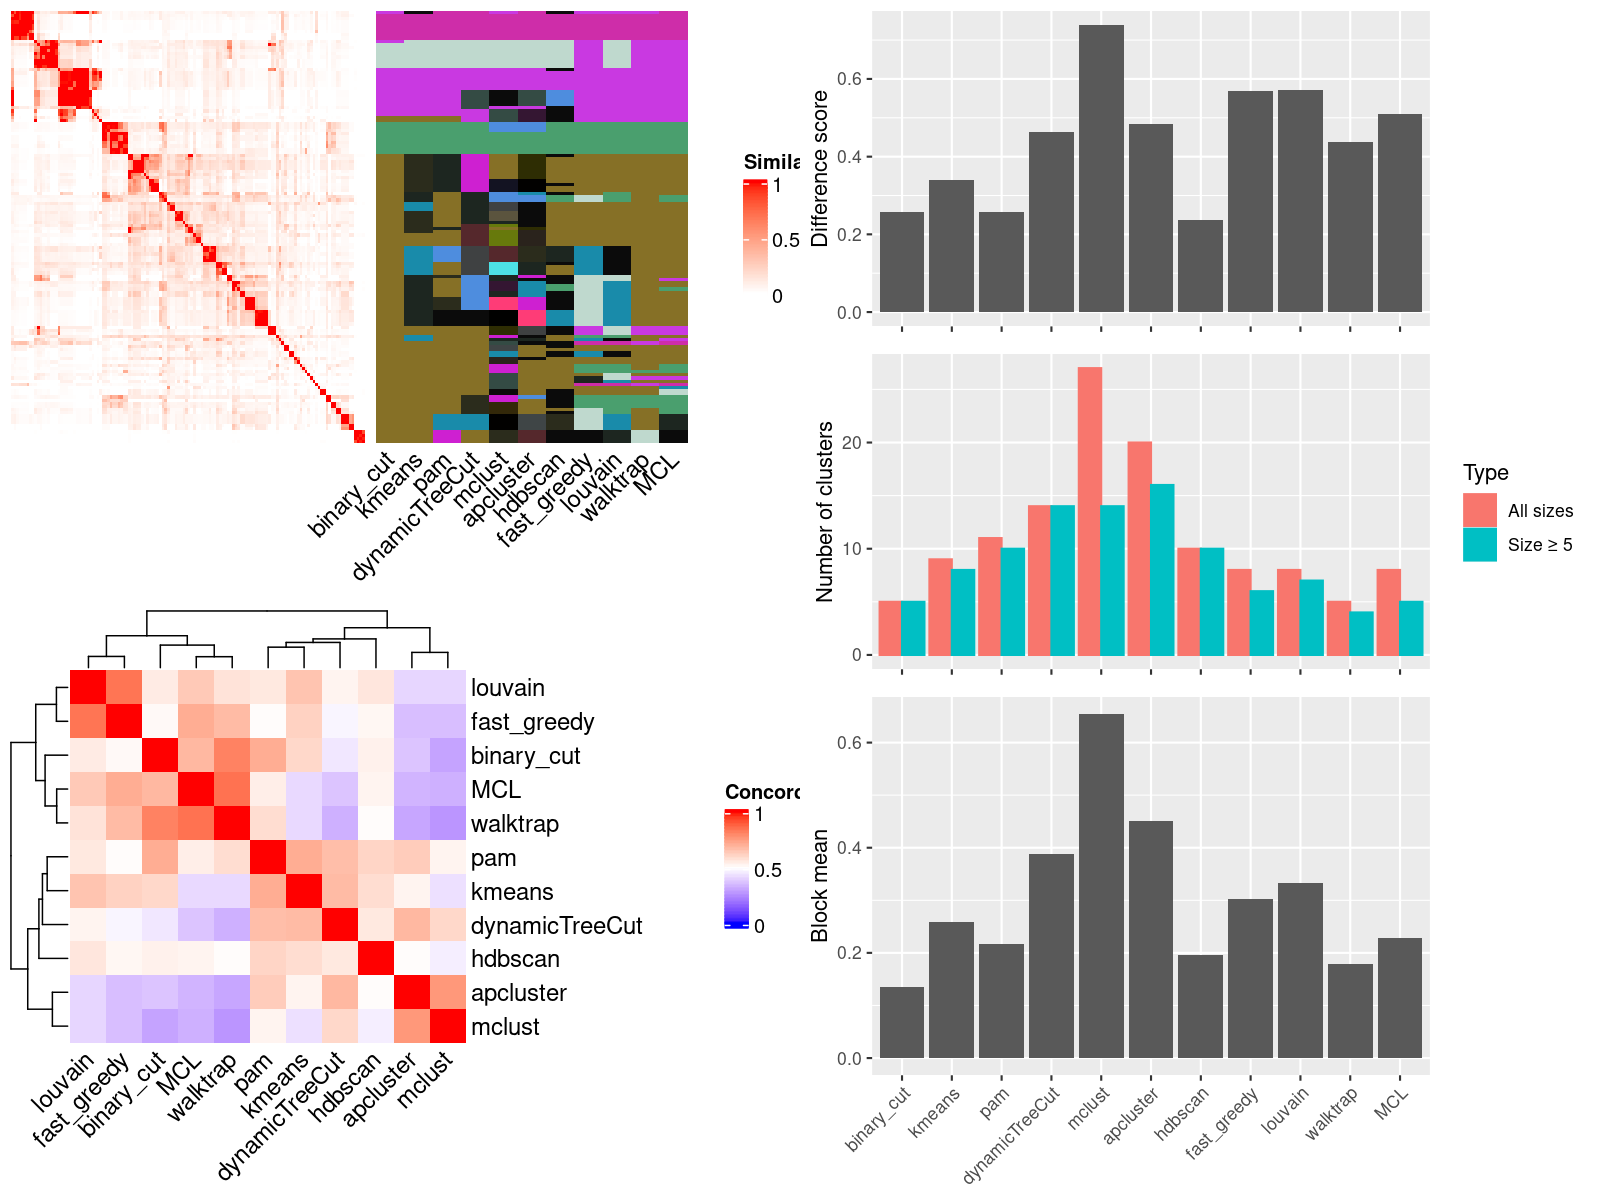 Simila
1
0.5
0
binary_cut
kmeans
pam
dynamicTreeCut
mclust
apcluster
hdbscan
fast_greedy
louvain
walktrap
MCL
louvain
fast_greedy
binary_cut
MCL
walktrap
pam
kmeans
dynamicTreeCut
hdbscan
apcluster
mclust
louvain
fast_greedy
binary_cut
MCL
walktrap
pam
kmeans
dynamicTreeCut
hdbscan
apcluster
mclust
Concord
1
0.5
0
Difference score
0.6
0.4
0.2
0.0
Number of clusters
20
10
0
Type
All sizes
Size ≥ 5
Block mean
0.6
0.4
0.2
0.0
binary_cut
kmeans
pam
dynamicTreeCut
mclust
apcluster
hdbscan
fast_greedy
louvain
walktrap
MCL